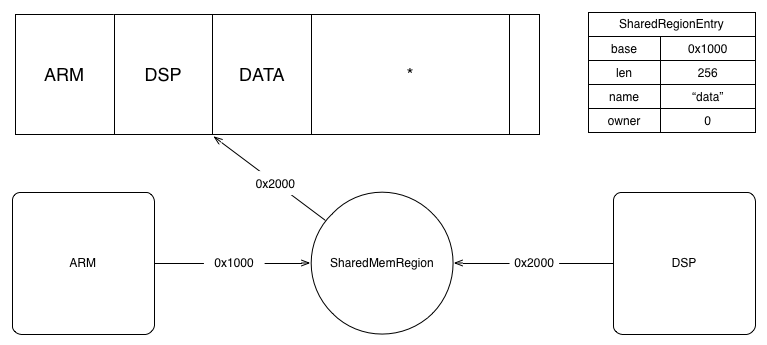 ARM DSP DATA *
SharedRegionEntry
base 0x1000
len 256
name “data”
owner 0
0x2000
ARM 0x1000 SharedMemRegion 0x2000 DSP